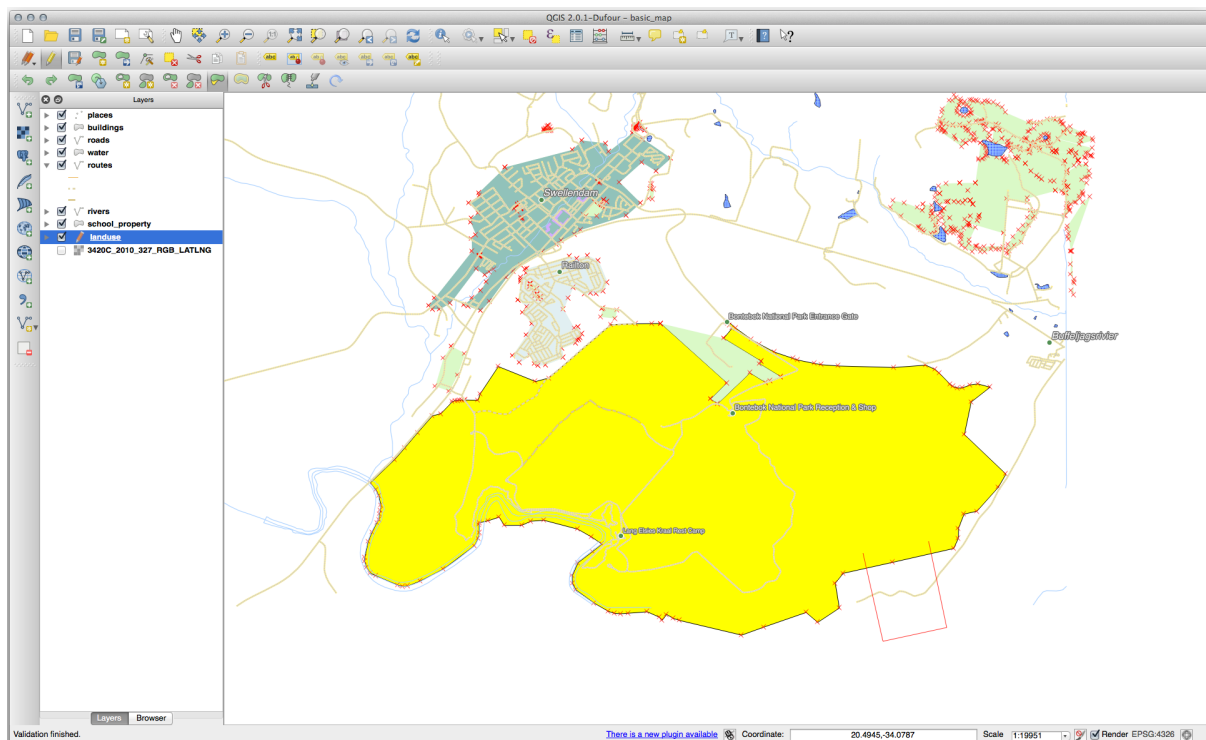 QGIS 2.0.1-Dufour - basic_map
Layers
places
buildings
roads
water
routes
rivers
school_property
landuse
3420C_2010_327_RGB_LATLNG
Swellendam
Railton
Bontebok National Park Entrance Gate
Buffeljagsrivier
Bontebok National Park Reception & Shop
Lang Elsies Kraal Rest Camp
Layers
Browser
Validation finished.
There is a new plugin available
Coordinate:
20.4945,-34.0787
Scale
1:19951
Render
EPSG:4326